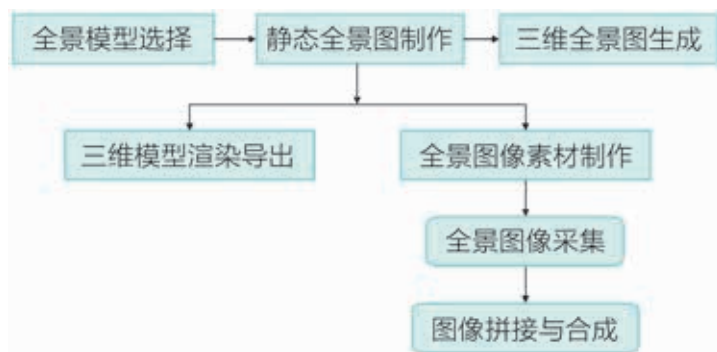 全景模型选择
静态全景图制作
三维全景图生成
三维模型渲染导出
全景图像素材制作
全景图像采集
图像拼接与合成